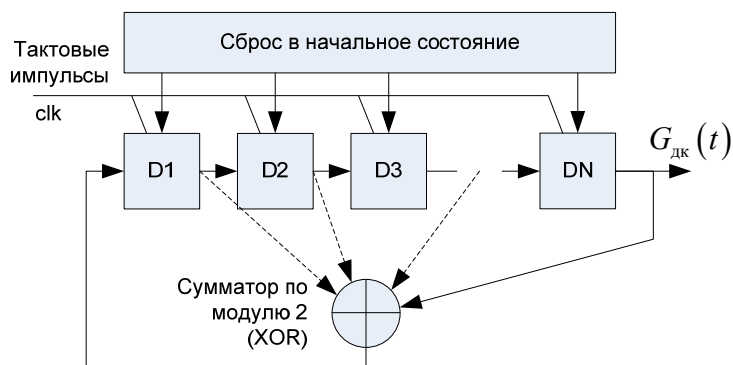 Сброс в начальное состояние
Тактовые
импульсы
clk
D1
D2
D3
DN
Gдк (t)
Сумматор по
модулю 2
(XOR)